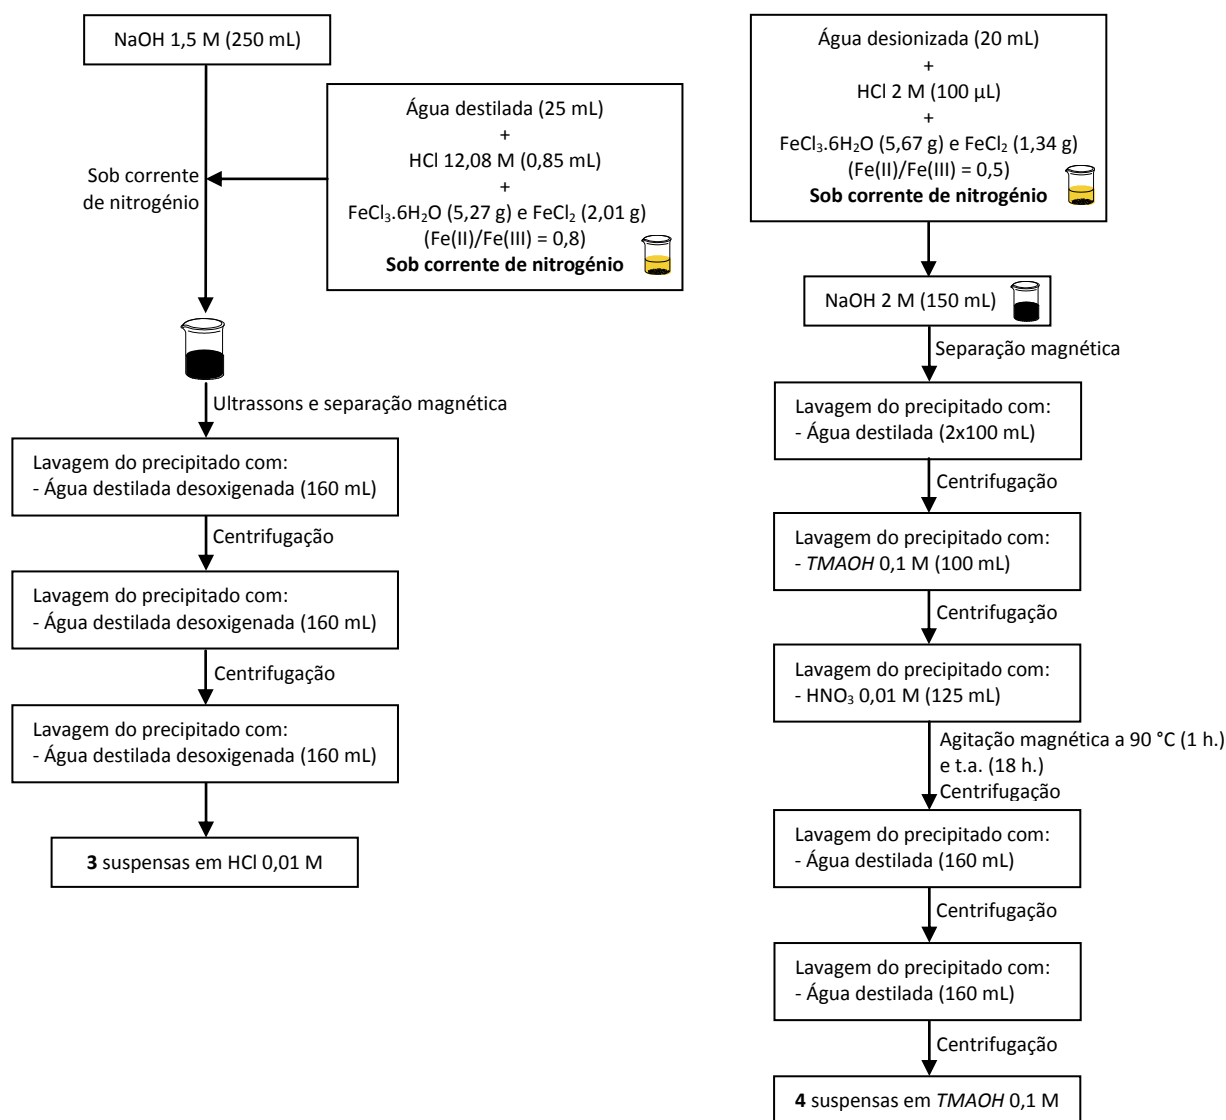 NaOH 1,5 M (250 mL)
Sob corrente
de nitrogénio
Água destilada (25 mL)
+
HCl 12,08 M (0,85 mL)
+
FeCl₃.6H₂O (5,27 g) e FeCl₂ (2,01 g)
(Fe(II)/Fe(III) = 0,8)
Sob corrente de nitrogénio
Ultrassons e separação magnética
Lavagem do precipitado com:
- Água destilada desoxigenada (160 mL)
Centrifugação
Lavagem do precipitado com:
- Água destilada desoxigenada (160 mL)
Centrifugação
Lavagem do precipitado com:
- Água destilada desoxigenada (160 mL)
3 suspensas em HCl 0,01 M
Água desionizada (20 mL)
+
HCl 2 M (100 µL)
+
FeCl₃.6H₂O (5,67 g) e FeCl₂ (1,34 g)
(Fe(II)/Fe(III) = 0,5)
Sob corrente de nitrogénio
NaOH 2 M (150 mL)
Separação magnética
Lavagem do precipitado com:
- Água destilada (2x100 mL)
Centrifugação
Lavagem do precipitado com:
- TMAOH 0,1 M (100 mL)
Centrifugação
Lavagem do precipitado com:
- HNO₃ 0,01 M (125 mL)
Agitação magnética a 90 °C (1 h.)
e t.a. (18 h.)
Centrifugação
Lavagem do precipitado com:
- Água destilada (160 mL)
Centrifugação
Lavagem do precipitado com:
- Água destilada (160 mL)
Centrifugação
4 suspensas em TMAOH 0,1 M